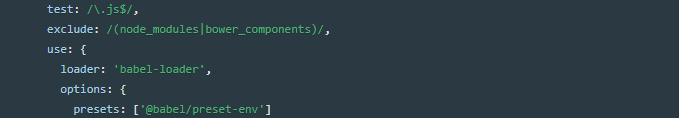 test: /\.js$/,
exclude: /(node_modules|bower_components)/,
use: {
loader: 'babel-loader',
options: {
presets: ['@babel/preset-env']